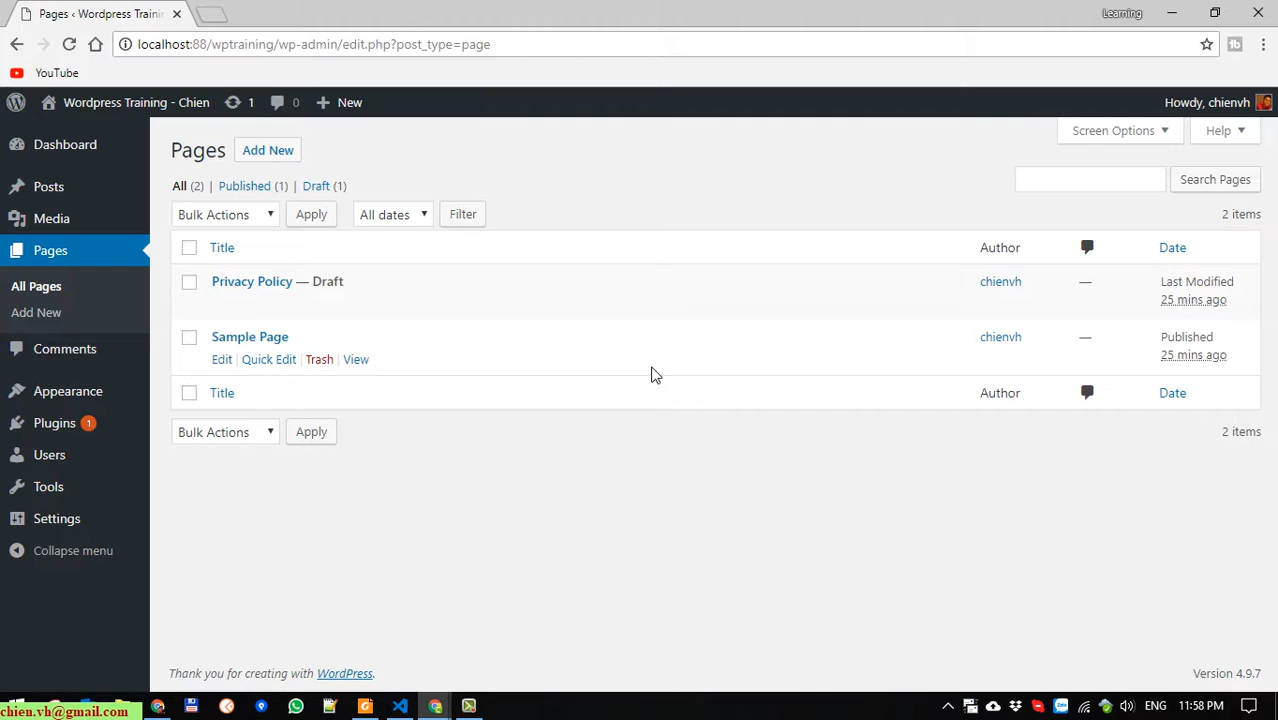 Pages ‹ Wordpress Trainin
Learning
localhost:88/wptraining/wp-admin/edit.php?post_type=page
YouTube
Wordpress Training - Chien 1 0 New
Howdy, chienvh
Dashboard
Posts
Media
Pages
All Pages
Add New
Comments
Appearance
Plugins 1
Users
Tools
Settings
Collapse menu
Screen Options Help
Pages Add New
All (2) | Published (1) | Draft (1)
Search Pages
Bulk Actions Apply All dates Filter
2 items
Title Author Date
Privacy Policy — Draft chienvh — Last Modified
25 mins ago
Sample Page chienvh — Published
Edit | Quick Edit | Trash | View 25 mins ago
Title Author Date
Bulk Actions Apply
2 items
Thank you for creating with WordPress.
Version 4.9.7
chien.vh@gmail.com
ENG 11:58 PM